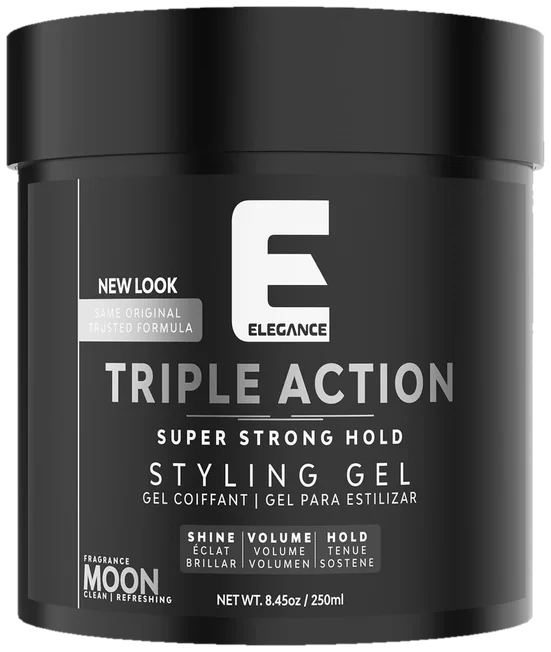 ELEGANCE
NEW LOOK
SAME ORIGINAL
TRUSTED FORMULA
TRIPLE ACTION
SUPER STRONG HOLD
STYLING GEL
GEL COIFFANT | GEL PARA ESTILIZAR
SHINE | VOLUME | HOLD
ÉCLAT | VOLUME | TENUE
BRILLAR | VOLUMEN | SOSTENE
FRAGRANCE
MOON
CLEAN | REFRESHING
NET WT. 8.45oz / 250ml